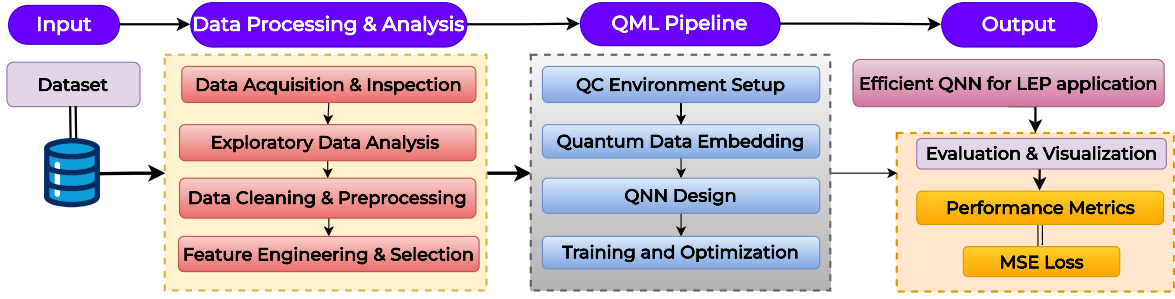 Input
Data Processing & Analysis
QML Pipeline
Output
Dataset
Data Acquisition & Inspection
Exploratory Data Analysis
Data Cleaning & Preprocessing
Feature Engineering & Selection
QC Environment Setup
Quantum Data Embedding
QNN Design
Training and Optimization
Efficient QNN for LEP application
Evaluation & Visualization
Performance Metrics
MSE Loss